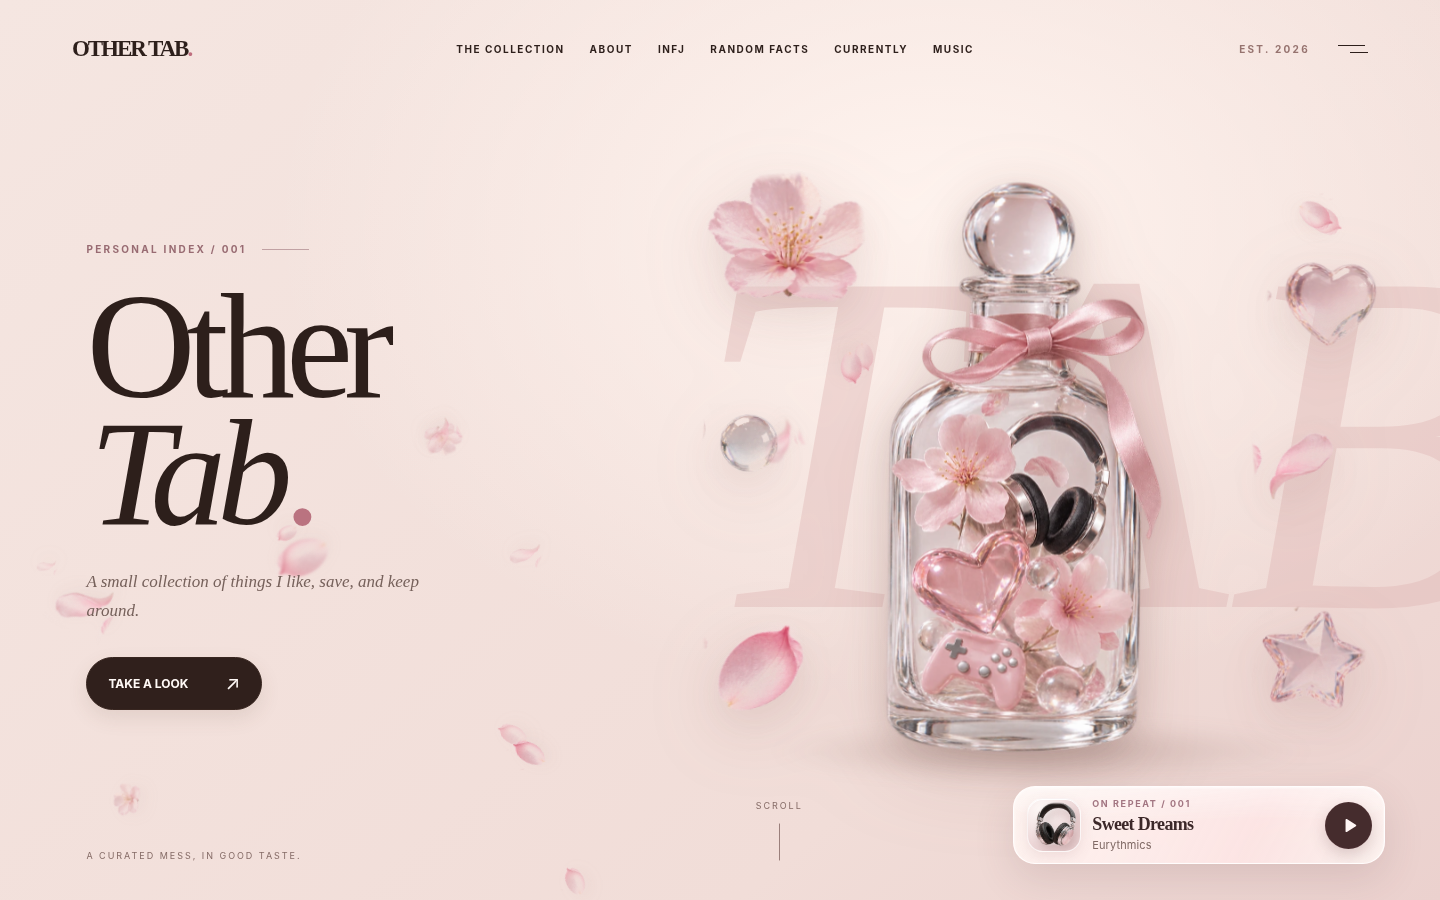 OTHER TAB.
THE COLLECTION ABOUT INFJ RANDOM FACTS CURRENTLY MUSIC
EST. 2026
PERSONAL INDEX / 001
Other
Tab.
TAB
A small collection of things I like, save, and keep
around.
TAKE A LOOK
SCROLL
ON REPEAT / 001
Sweet Dreams
Eurythmics
A CURATED MESS, IN GOOD TASTE.